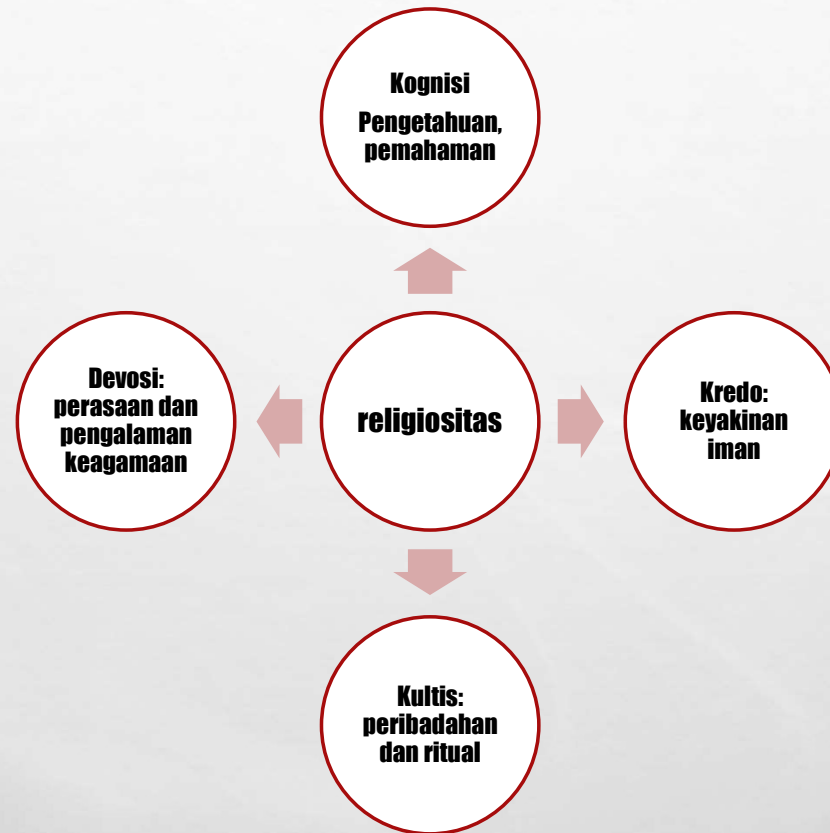 Kognisi
Pengetahuan,
pemahaman
Devosi:
perasaan dan
pengalaman
keagamaan
religiositas
Kredo:
keyakinan
iman
Kultis:
peribadahan
dan ritual